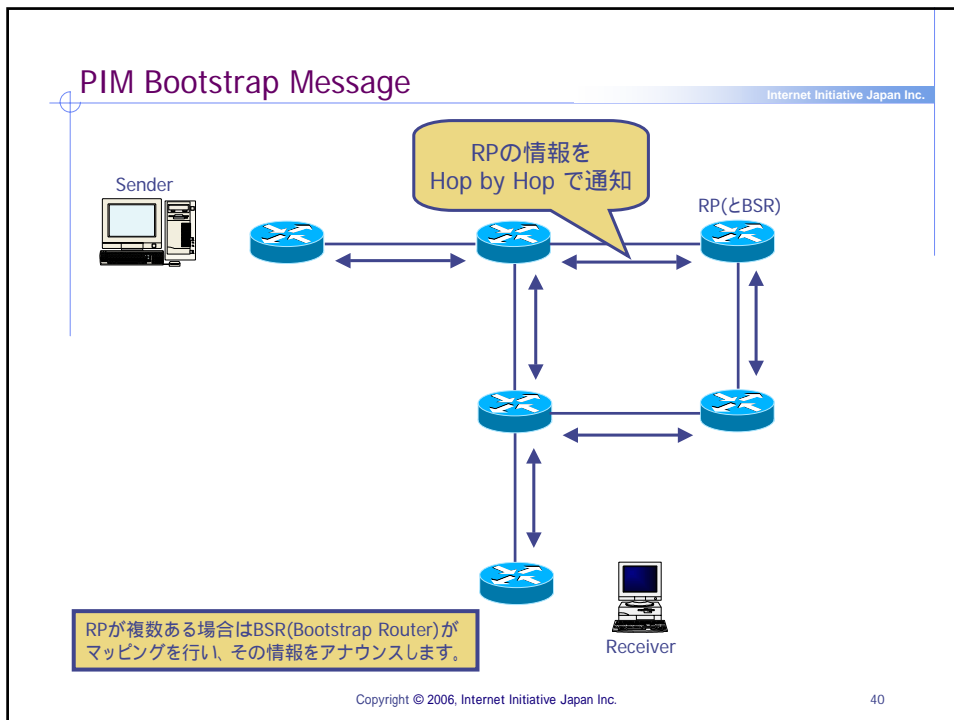 PIM Bootstrap Message
Internet Initiative Japan Inc.
RPの情報を
Hop by Hop で通知
Sender
RP(とBSR)
RPが複数ある場合はBSR(Bootstrap Router)が
マッピングを行い、その情報をアナウンスします。
Receiver
Copyright © 2006, Internet Initiative Japan Inc.
40